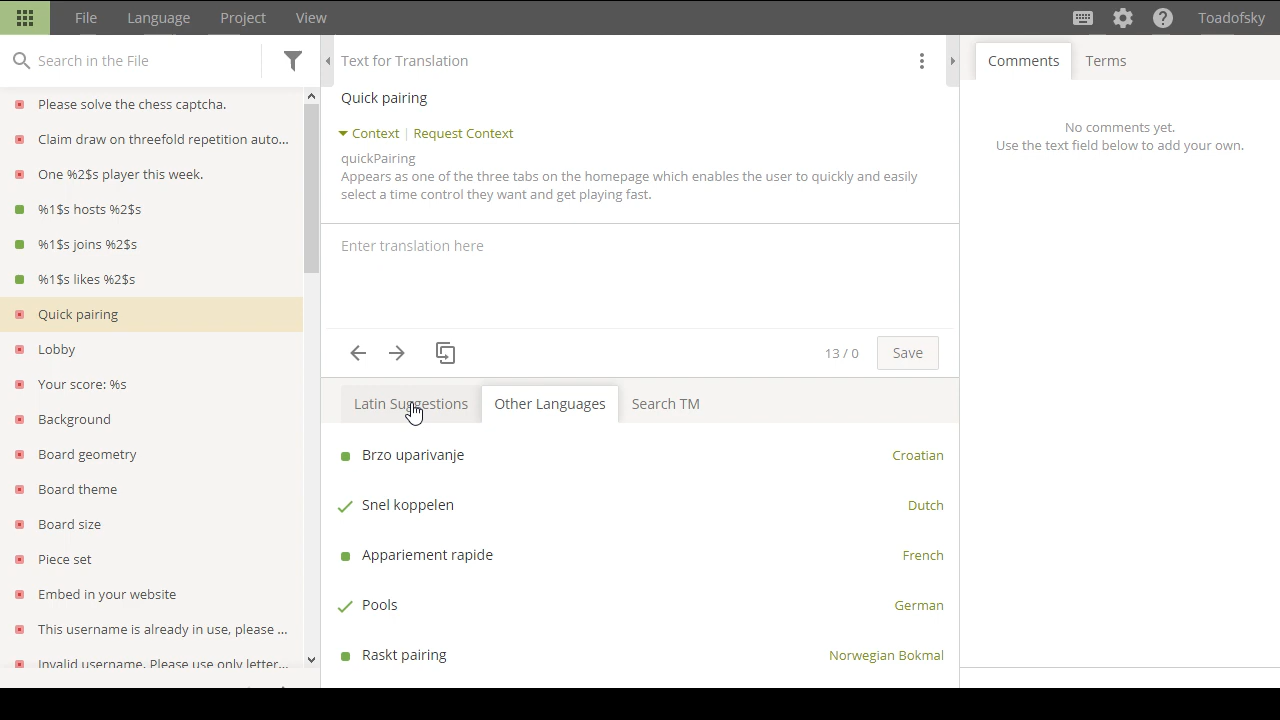 File Language Project View Toadofsky
Search in the File
Please solve the chess captcha.
Claim draw on threefold repetition auto...
One %2$s player this week.
%1$s hosts %2$s
%1$s joins %2$s
%1$s likes %2$s
Quick pairing
Lobby
Your score: %s
Background
Board geometry
Board theme
Board size
Piece set
Embed in your website
This username is already in use, please ...
Invalid username. Please use only letter...
Text for Translation
Quick pairing
Context | Request Context
quickPairing
Appears as one of the three tabs on the homepage which enables the user to quickly and easily
select a time control they want and get playing fast.
Enter translation here
13 / 0 Save
Latin Suggestions Other Languages Search TM
Brzo uparivanje Croatian
Snel koppelen Dutch
Appariement rapide French
Pools German
Raskt pairing Norwegian Bokmal
Comments Terms
No comments yet.
Use the text field below to add your own.